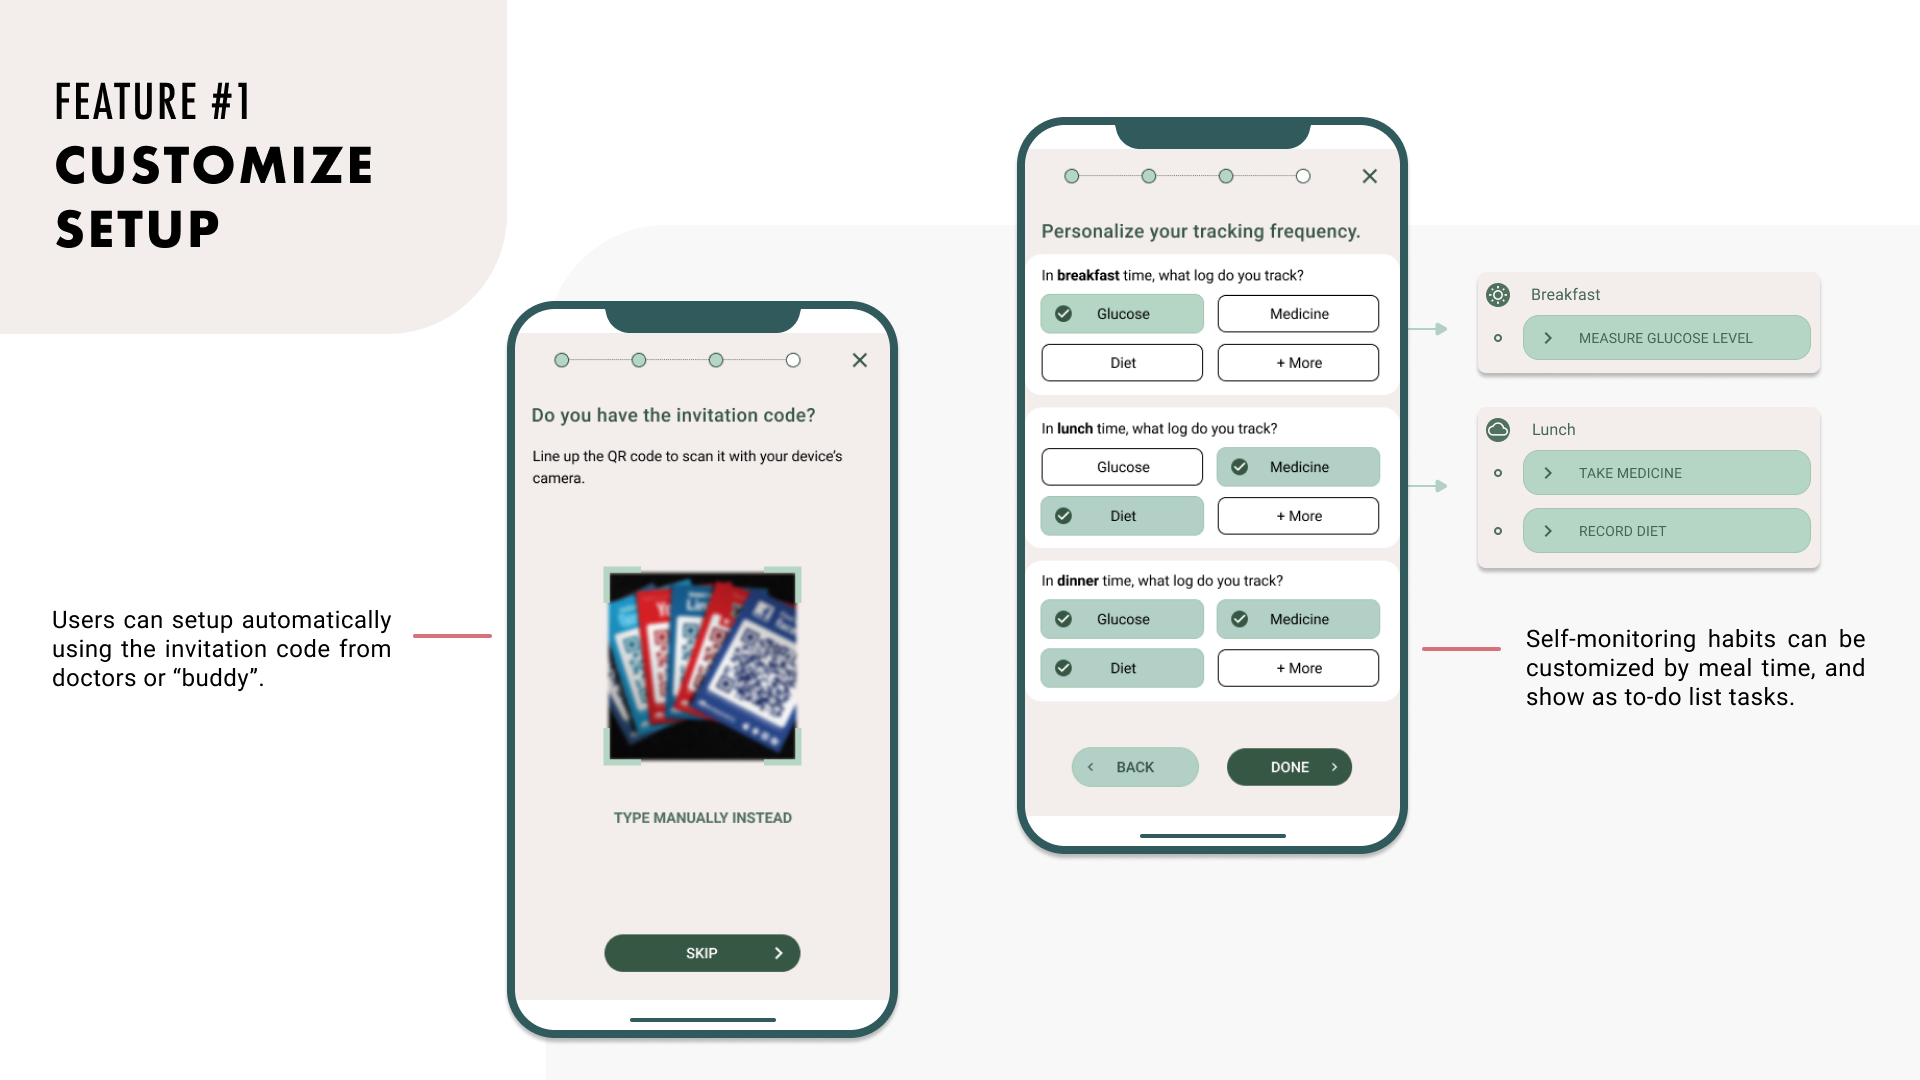 FEATURE #1
CUSTOMIZE
SETUP
Users can setup automatically
using the invitation code from
doctors or “buddy”.
Do you have the invitation code?
Line up the QR code to scan it with your device’s
camera.
TYPE MANUALLY INSTEAD
SKIP
Personalize your tracking frequency.
In breakfast time, what log do you track?
Glucose
Medicine
Diet
+ More
In lunch time, what log do you track?
Glucose
Medicine
Diet
+ More
In dinner time, what log do you track?
Glucose
Medicine
Diet
+ More
BACK
DONE
Breakfast
MEASURE GLUCOSE LEVEL
Lunch
TAKE MEDICINE
RECORD DIET
Self-monitoring habits can be
customized by meal time, and
show as to-do list tasks.